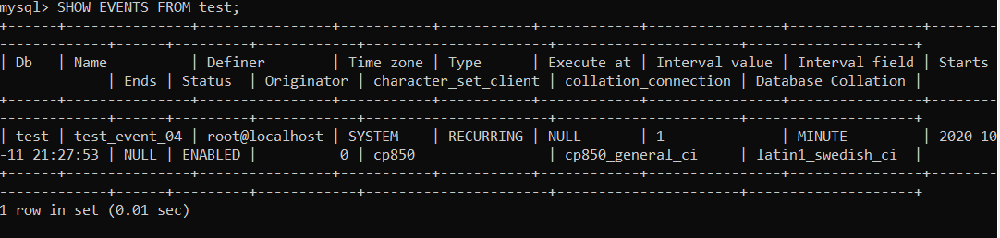 mysql> SHOW EVENTS FROM test;
+------+---------------+----------------+-----------+-----------+------------+----------------+----------------+--------
-------------+------+---------+------------+----------------------+----------------------+--------------------+
| Db   | Name          | Definer        | Time zone | Type      | Execute at | Interval value | Interval field | Starts
             | Ends | Status  | Originator | character_set_client | collation_connection | Database Collation |
+------+---------------+----------------+-----------+-----------+------------+----------------+----------------+--------
-------------+------+---------+------------+----------------------+----------------------+--------------------+
| test | test_event_04 | root@localhost | SYSTEM    | RECURRING | NULL       | 1              | MINUTE         | 2020-10
-11 21:27:53 | NULL | ENABLED |          0 | cp850                | cp850_general_ci     | latin1_swedish_ci  |
+------+---------------+----------------+-----------+-----------+------------+----------------+----------------+--------
-------------+------+---------+------------+----------------------+----------------------+--------------------+
1 row in set (0.01 sec)